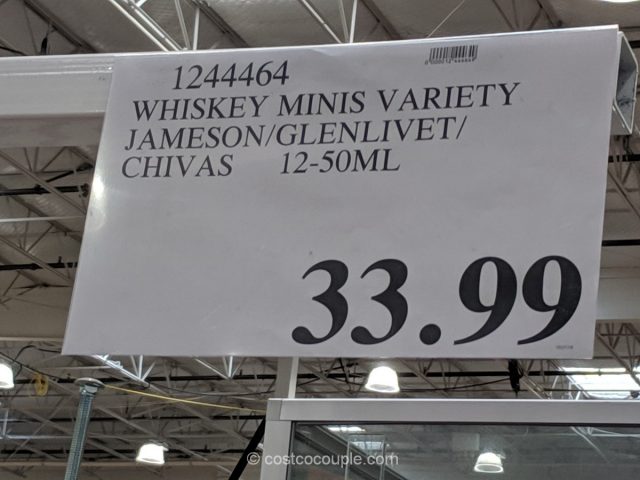 1244464
WHISKEY MINIS VARIETY
JAMESON/GLENLIVET/
CHIVAS 12-50ML
33.99
© costcocouple.com